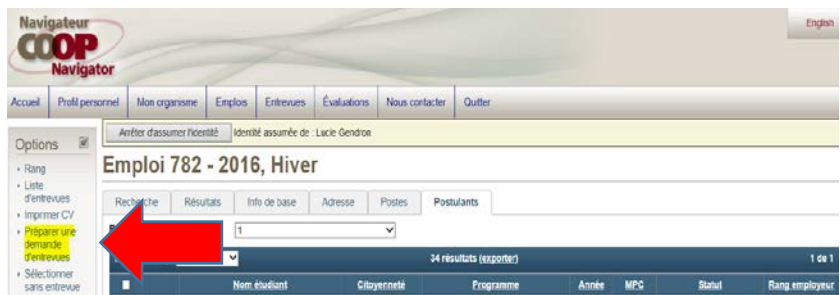 Navigateur
COOP
Navigator
English
Accueil Profil personnel Mon organisme Emplois Entrevues Évaluations Nous contacter Quitter
Options
Arrêter d'assumer l'identité Identité assumée de : Lucie Gendron
Emploi 782 - 2016, Hiver
Rang
Liste
d'entrevues
Imprimer CV
Préparer une
demande
d'entrevues
Sélectionner
sans entrevue
Recherche Résultats Info de base Adresse Postes Postulants
1
34 résultats (exporter) 1 de 1
Nom étudiant Citoyenneté Programme Année MPC Statut Rang employeur